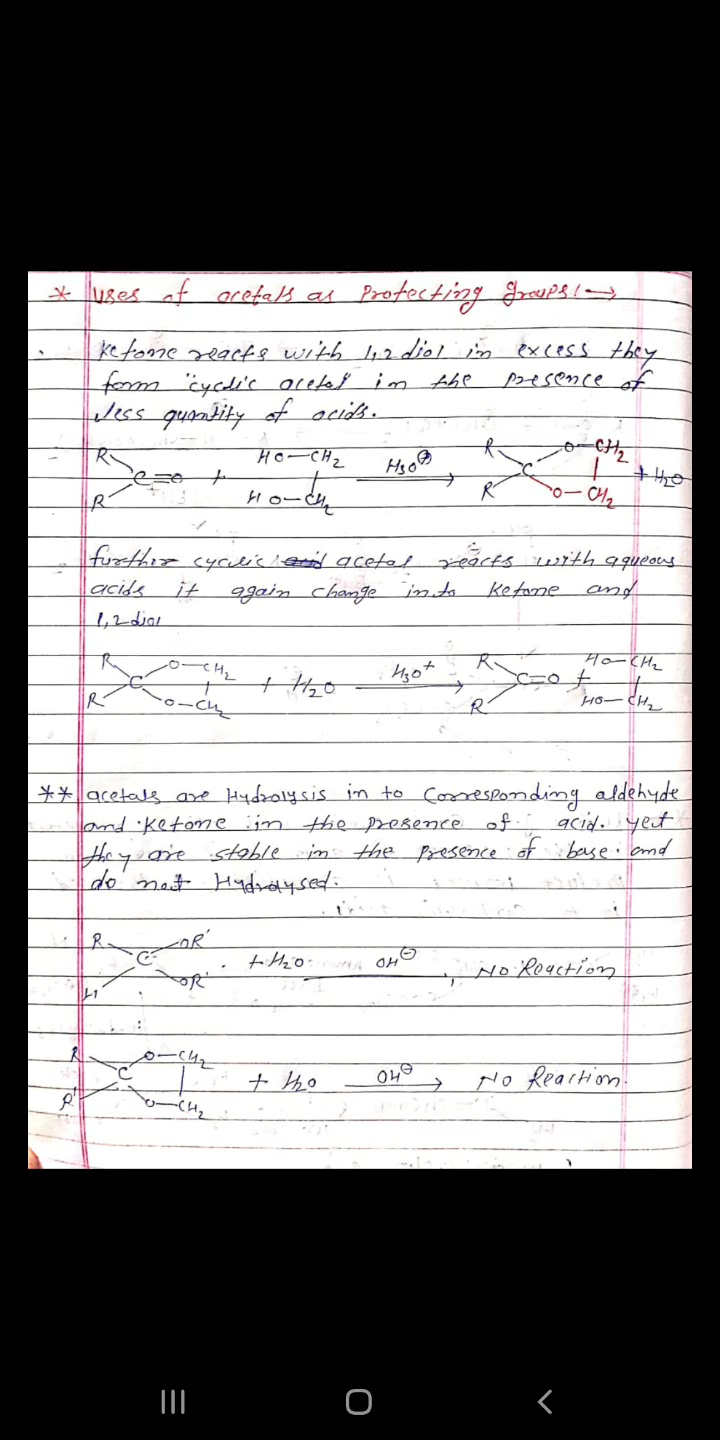 * Uses of acetals as Protecting groups! →
Ketone reacts with 1,2 diol in excess they
form "cyclic acetal" in the presence of
less quantity of acids.
R
R
C=O + HO-CH2
HO-CH2
H3O⊕
R
R
C
O-CH2
O-CH2
+ H2O
further cyclic acetal reacts with aqueous
acids it again change into Ketone and
1,2 diol
R
R
C
O-CH2
O-CH2
+ H2O
H3O+
R
R
C=O +
HO-CH2
HO-CH2
** acetals are Hydrolysis in to Corresponding aldehyde
and Ketone in the presence of acid. yet
they are stable in the presence of base. and
do not Hydrolysed.
R
H
C
OR'
OR'
+ H2O
OH⊖
No Reaction
R
R'
C
O-CH2
O-CH2
+ H2O
OH⊖
No Reaction.